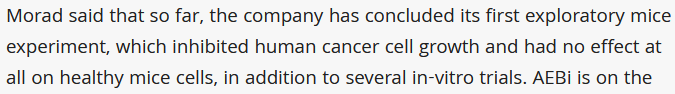 Morad said that so far, the company has concluded its first exploratory mice
experiment, which inhibited human cancer cell growth and had no effect at
all on healthy mice cells, in addition to several in-vitro trials. AEBi is on the